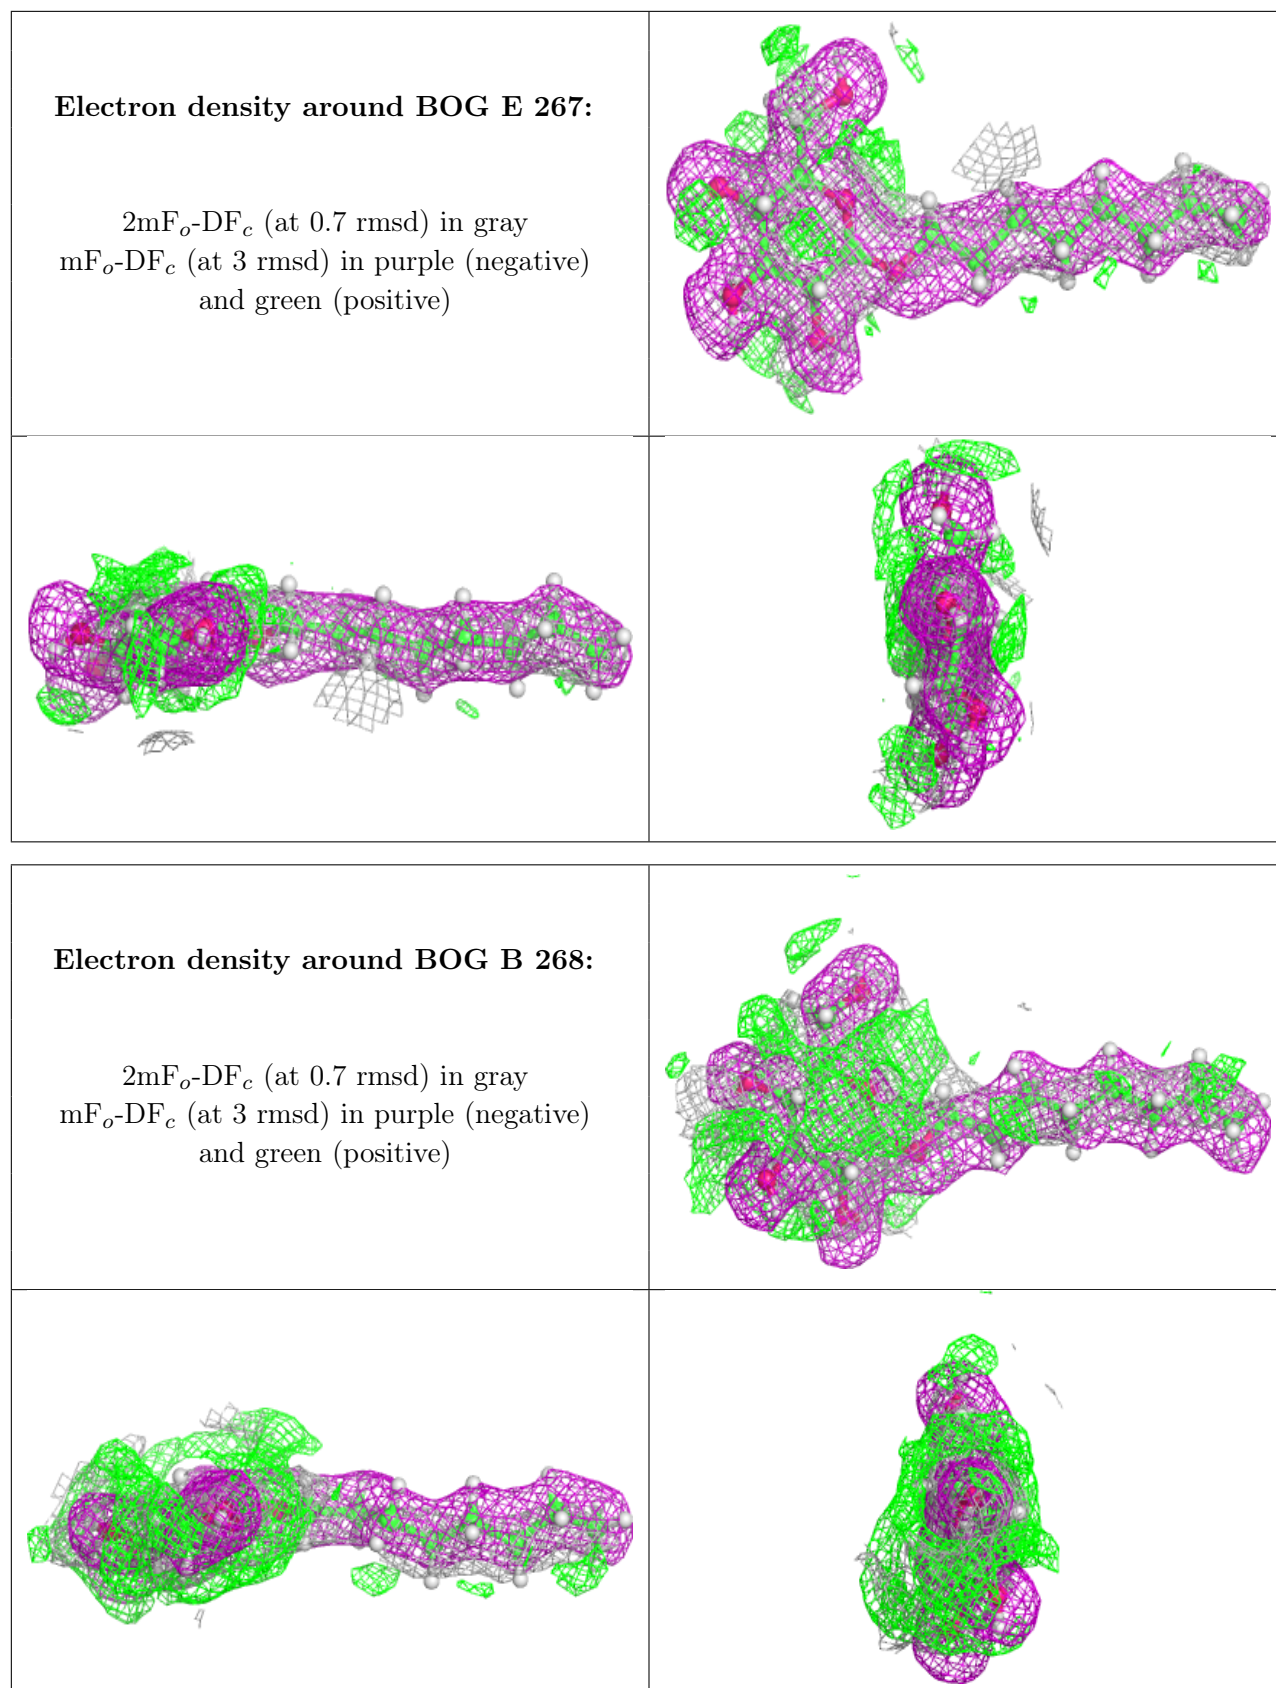 Electron density around BOG E 267:
2mFo-DFc (at 0.7 rmsd) in gray
mFo-DFc (at 3 rmsd) in purple (negative)
and green (positive)
Electron density around BOG B 268:
2mFo-DFc (at 0.7 rmsd) in gray
mFo-DFc (at 3 rmsd) in purple (negative)
and green (positive)